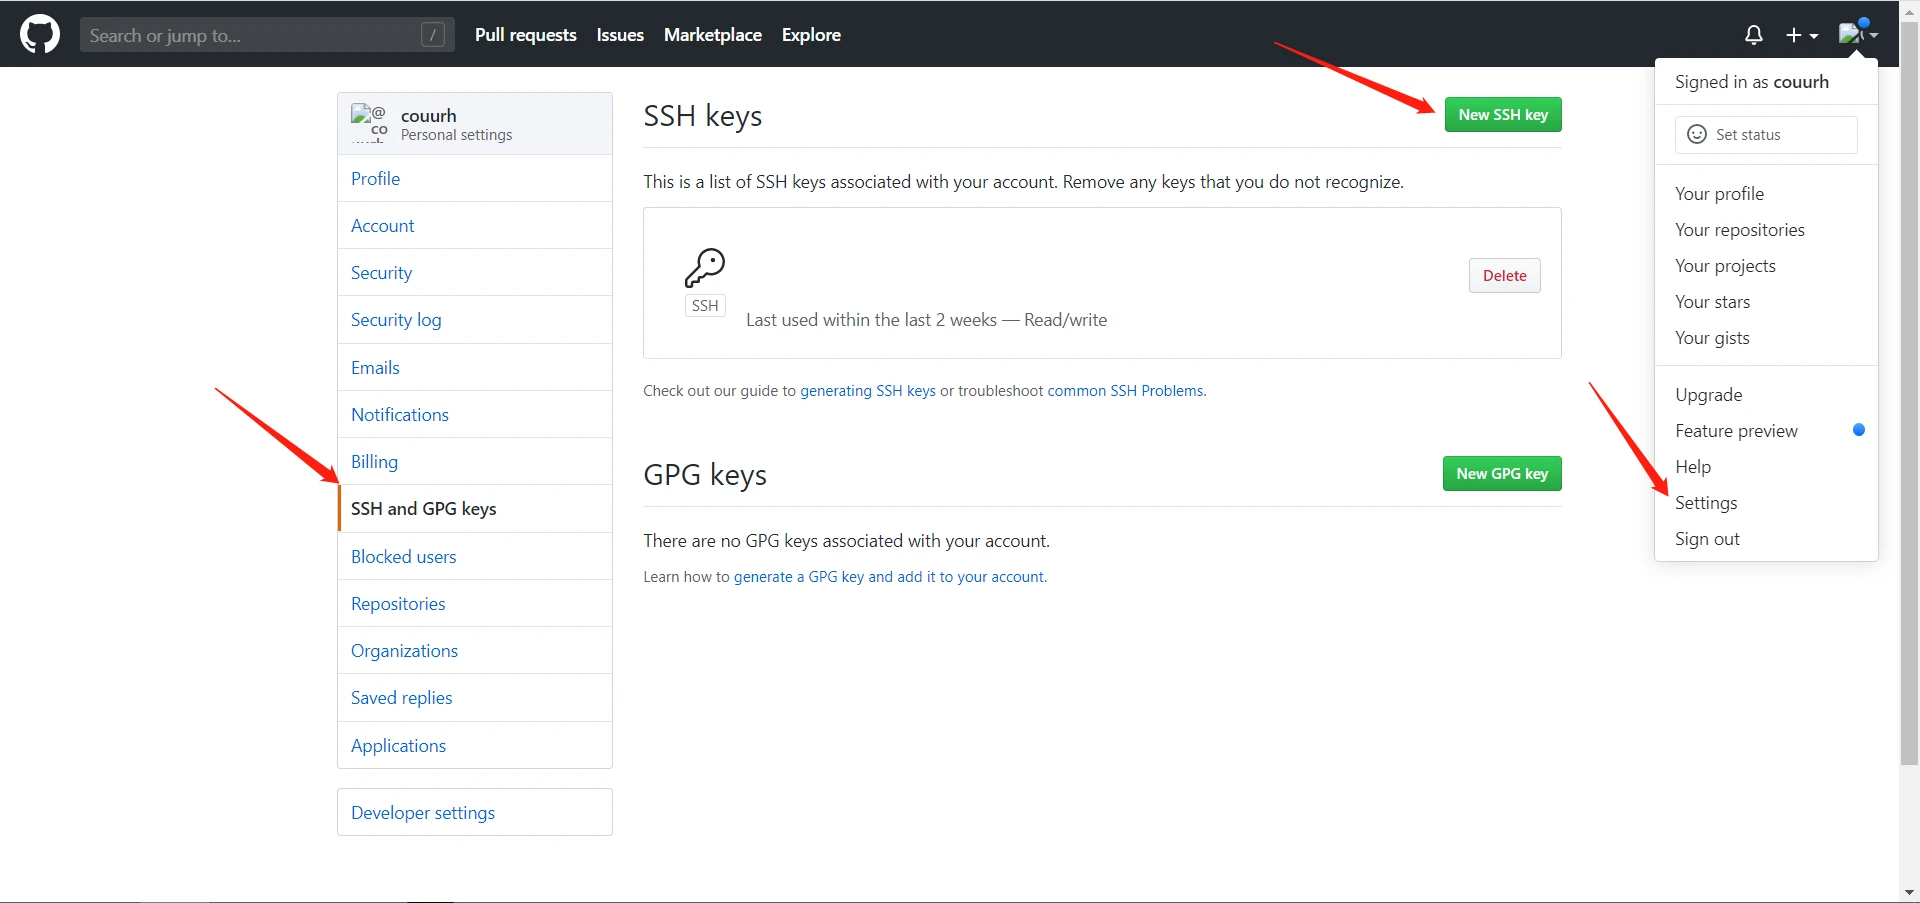 Search or jump to...
/
Pull requests
Issues
Marketplace
Explore
Signed in as couurh
Set status
Your profile
Your repositories
Your projects
Your stars
Your gists
Upgrade
Feature preview
Help
Settings
Sign out
@
co
couurh
Personal settings
Profile
Account
Security
Security log
Emails
Notifications
Billing
SSH and GPG keys
Blocked users
Repositories
Organizations
Saved replies
Applications
Developer settings
SSH keys
New SSH key
This is a list of SSH keys associated with your account. Remove any keys that you do not recognize.
SSH
Last used within the last 2 weeks — Read/write
Delete
Check out our guide to generating SSH keys or troubleshoot common SSH Problems.
GPG keys
New GPG key
There are no GPG keys associated with your account.
Learn how to generate a GPG key and add it to your account.